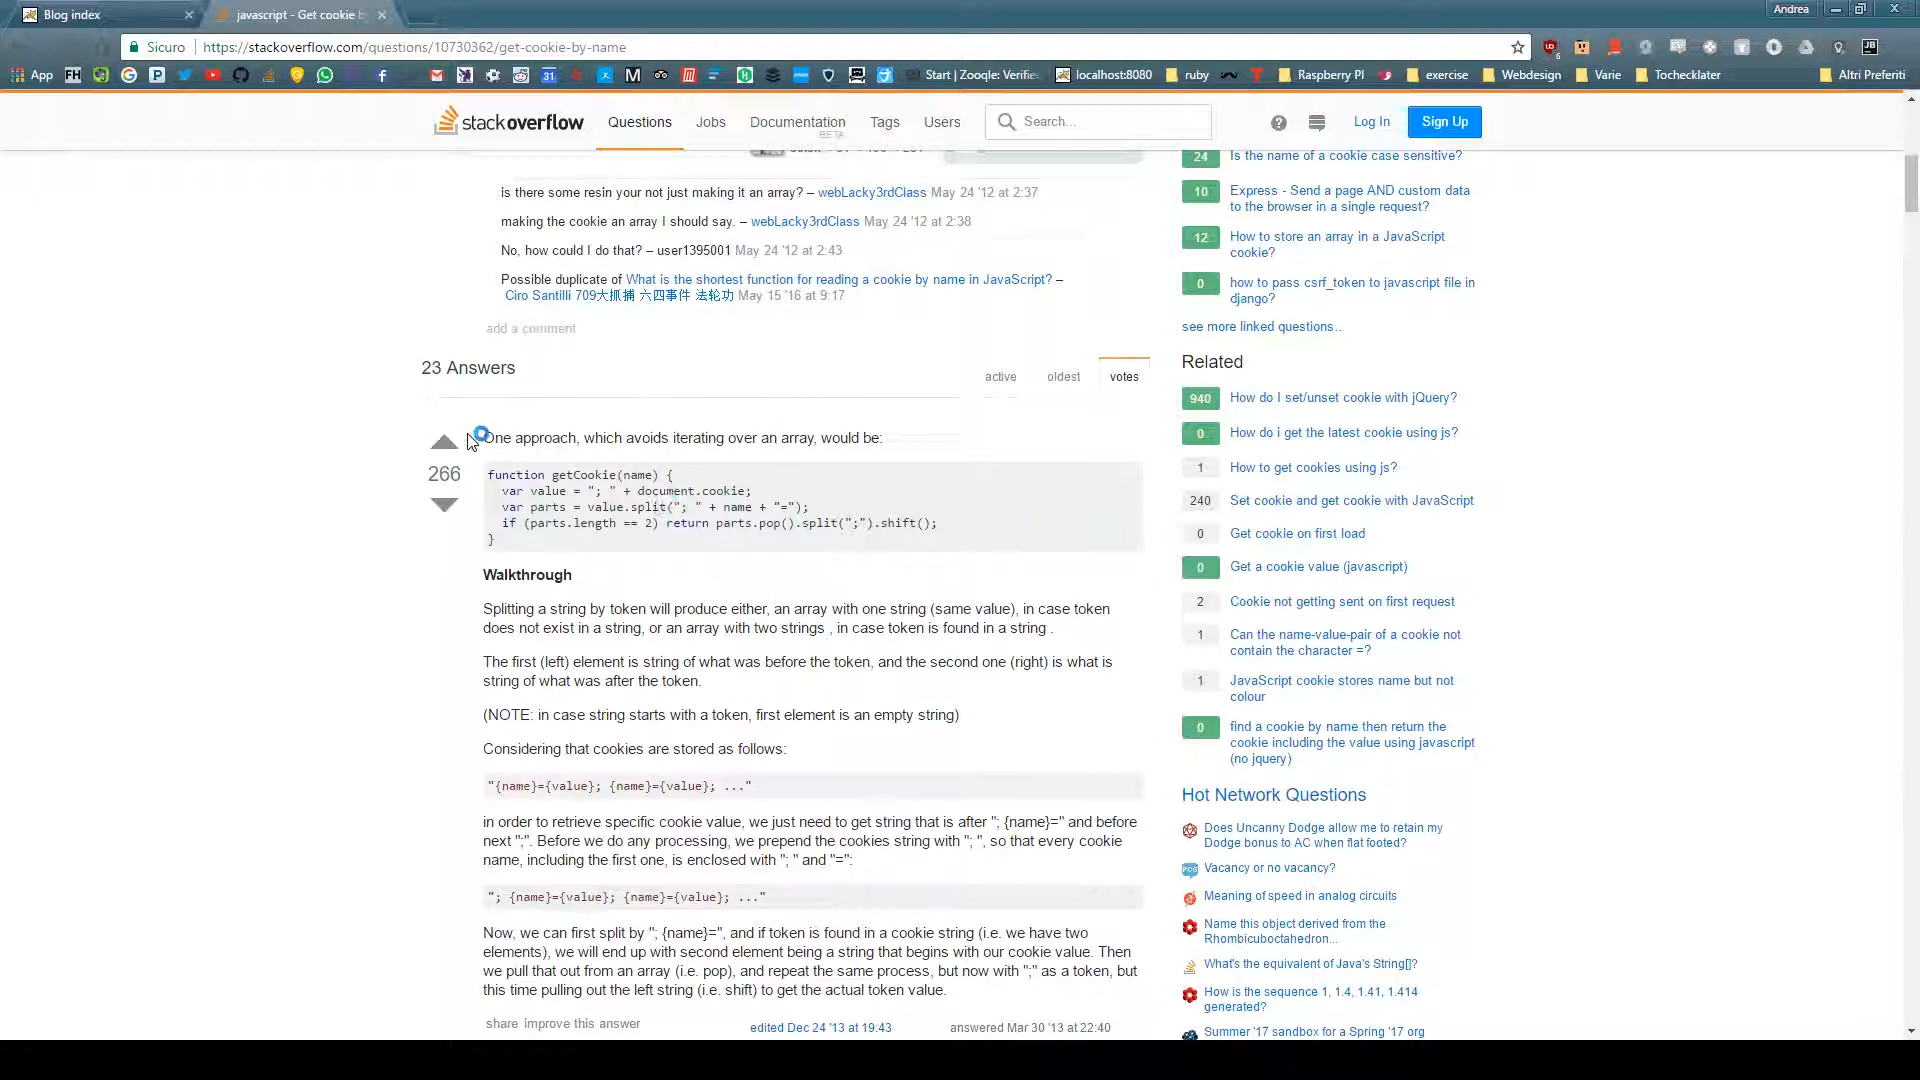 Blog index
javascript - Get cookie b
Andrea
Sicuro
https://stackoverflow.com/questions/10730362/get-cookie-by-name
App
Start | Zooqle: Verifie
localhost:8080
ruby
Raspberry PI
exercise
Webdesign
Varie
Tochecklater
Altri Preferiti
stackoverflow
Questions
Jobs
Documentation
BETA
Tags
Users
Search...
Log In
Sign Up
is there some resin your not just making it an array? – webLacky3rdClass May 24 '12 at 2:37
making the cookie an array I should say. – webLacky3rdClass May 24 '12 at 2:38
No, how could I do that? – user1395001 May 24 '12 at 2:43
Possible duplicate of What is the shortest function for reading a cookie by name in JavaScript? –
Ciro Santilli 709大抓捕 六四事件 法轮功 May 15 '16 at 9:17
add a comment
23 Answers
active
oldest
votes
266
One approach, which avoids iterating over an array, would be:
function getCookie(name) {
var value = "; " + document.cookie;
var parts = value.split("; " + name + "=");
if (parts.length == 2) return parts.pop().split(";").shift();
}
Walkthrough
Splitting a string by token will produce either, an array with one string (same value), in case token
does not exist in a string, or an array with two strings , in case token is found in a string .
The first (left) element is string of what was before the token, and the second one (right) is what is
string of what was after the token.
(NOTE: in case string starts with a token, first element is an empty string)
Considering that cookies are stored as follows:
"{name}={value}; {name}={value}; ..."
in order to retrieve specific cookie value, we just need to get string that is after "; {name}=" and before
next ";". Before we do any processing, we prepend the cookies string with "; ", so that every cookie
name, including the first one, is enclosed with "; " and "=":
"; {name}={value}; {name}={value}; ..."
Now, we can first split by "; {name}=", and if token is found in a cookie string (i.e. we have two
elements), we will end up with second element being a string that begins with our cookie value. Then
we pull that out from an array (i.e. pop), and repeat the same process, but now with ";" as a token, but
this time pulling out the left string (i.e. shift) to get the actual token value.
share improve this answer
edited Dec 24 '13 at 19:43
answered Mar 30 '13 at 22:40
24 Is the name of a cookie case sensitive?
10 Express - Send a page AND custom data
to the browser in a single request?
12 How to store an array in a JavaScript
cookie?
0 how to pass csrf_token to javascript file in
django?
see more linked questions…
Related
940 How do I set/unset cookie with jQuery?
0 How do i get the latest cookie using js?
1 How to get cookies using js?
240 Set cookie and get cookie with JavaScript
0 Get cookie on first load
0 Get a cookie value (javascript)
2 Cookie not getting sent on first request
1 Can the name-value-pair of a cookie not
contain the character =?
1 JavaScript cookie stores name but not
colour
0 find a cookie by name then return the
cookie including the value using javascript
(no jquery)
Hot Network Questions
Does Uncanny Dodge allow me to retain my
Dodge bonus to AC when flat footed?
Vacancy or no vacancy?
Meaning of speed in analog circuits
Name this object derived from the
Rhombicuboctahedron...
What's the equivalent of Java's String[]?
How is the sequence 1, 1.4, 1.41, 1.414
generated?
Summer '17 sandbox for a Spring '17 org